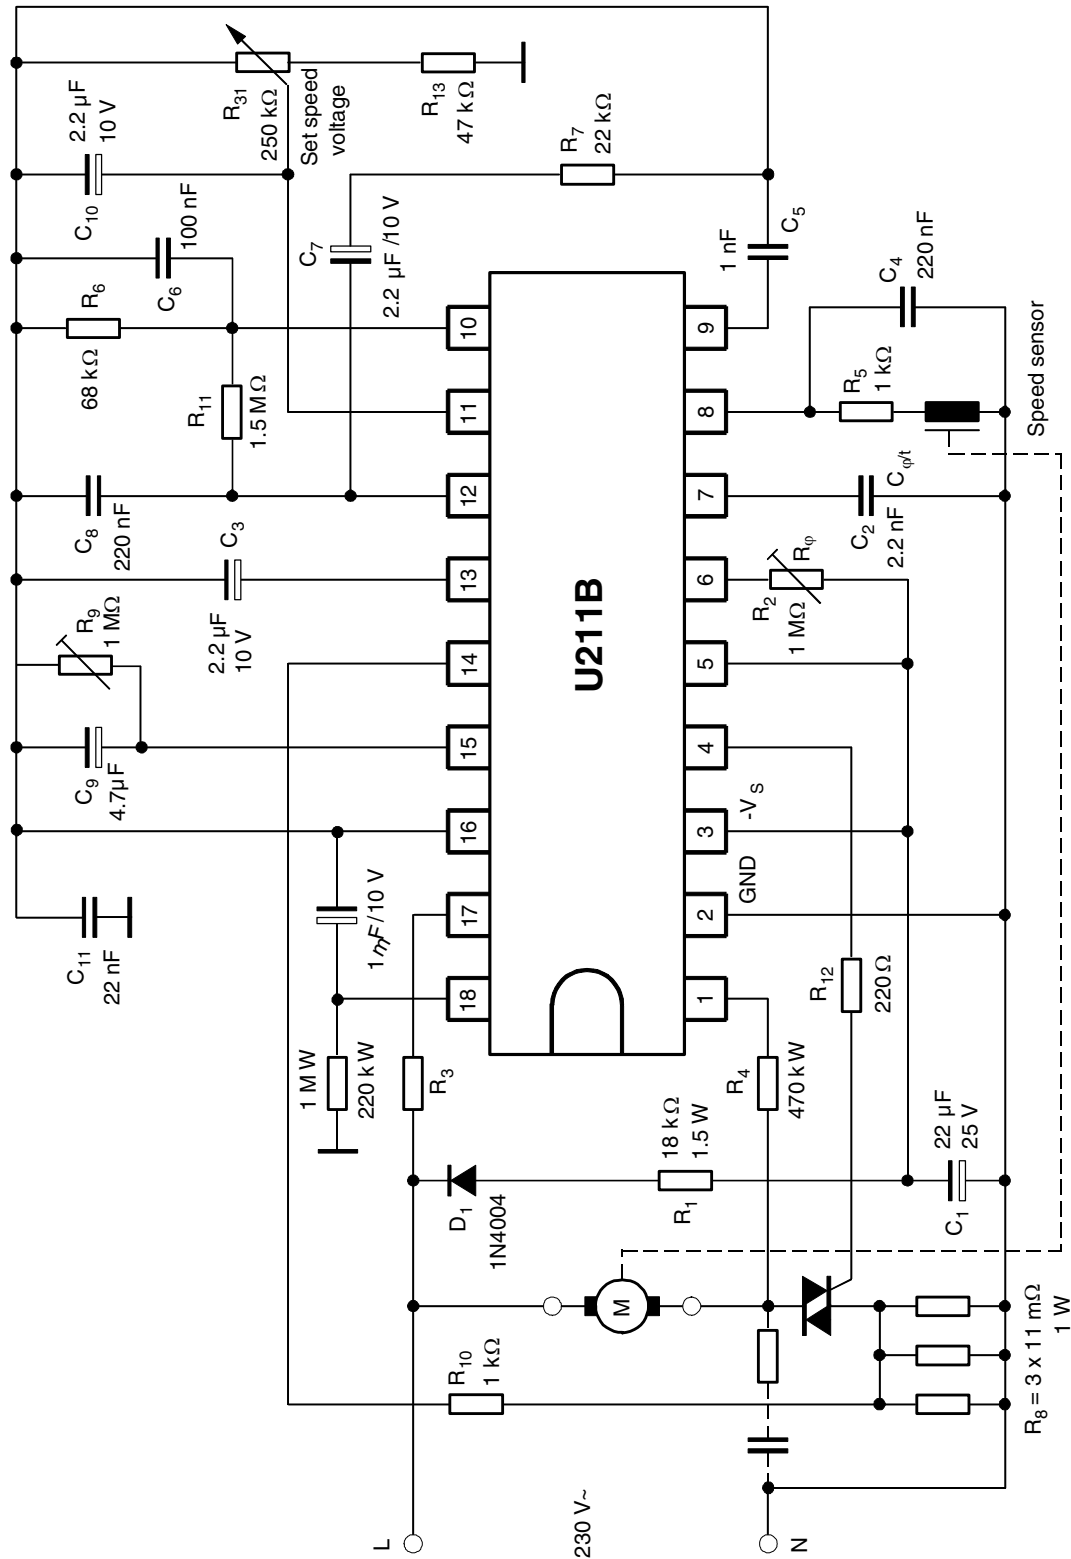 R31
250 kΩ
Set speed
voltage
R13
47 kΩ
C10
2.2 µF
10 V
C6
100 nF
R6
68 kΩ
R7
22 kΩ
C7
2.2 µF /10 V
R11
1.5 MΩ
C8
220 nF
C3
2.2 µF
10 V
R9
1 MΩ
C9
4.7µF
C11
22 nF
1 mF/10 V
1 M W
220 kW
R3
10
11
12
13
14
15
16
17
18
U211B
9
8
7
6
5
4
3
2
1
-VS
GND
1 nF
C5
C4
220 nF
R5
1 kΩ
Speed sensor
Cφ/t
C2
2.2 nF
Rφ
R2
1 MΩ
R12
220 Ω
R4
470 kW
D1
1N4004
18 kΩ
1.5 W
R1
22 µF
25 V
C1
M
R10
1 kΩ
R8 = 3 x 11 mΩ
1 W
L
230 V~
N